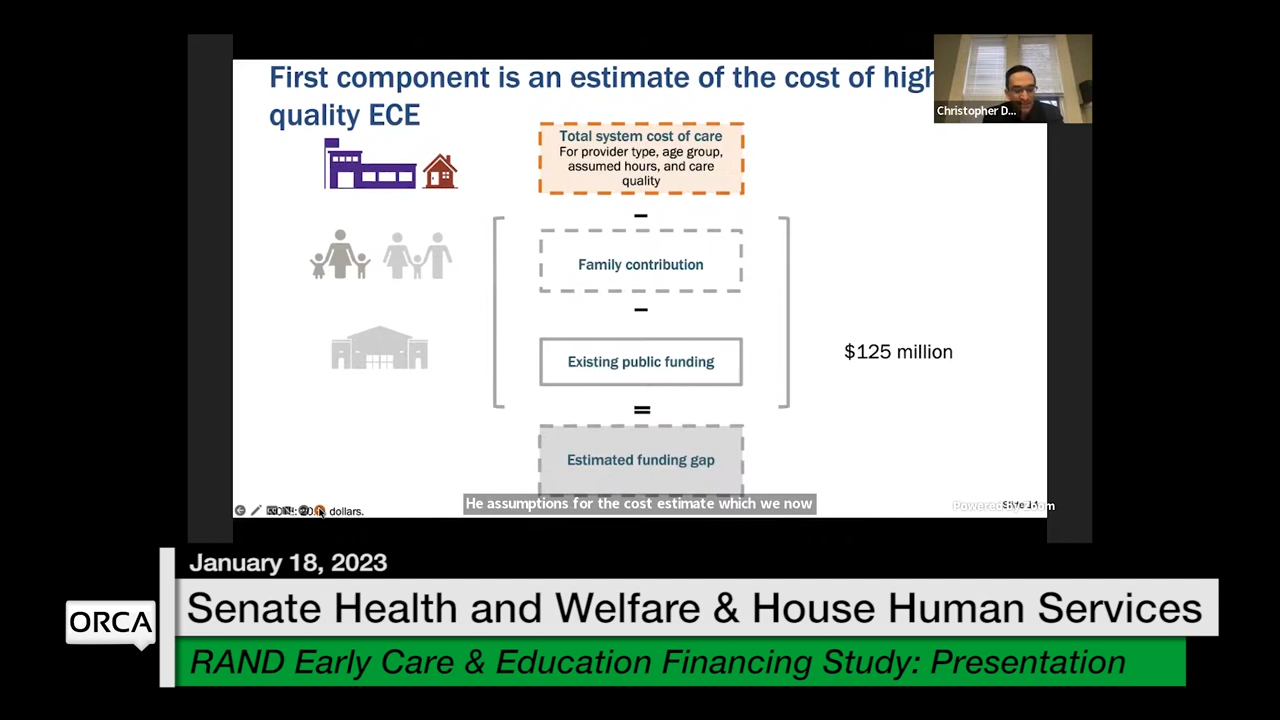 First component is an estimate of the cost of hig
quality ECE
Christopher D...
Total system cost of care
For provider type, age group,
assumed hours, and care
quality
–
Family contribution
–
Existing public funding
$125 million
=
Estimated funding gap
He assumptions for the cost estimate which we now
dollars.
Powered by Zoom
January 18, 2023
ORCA
Senate Health and Welfare & House Human Services
RAND Early Care & Education Financing Study: Presentation